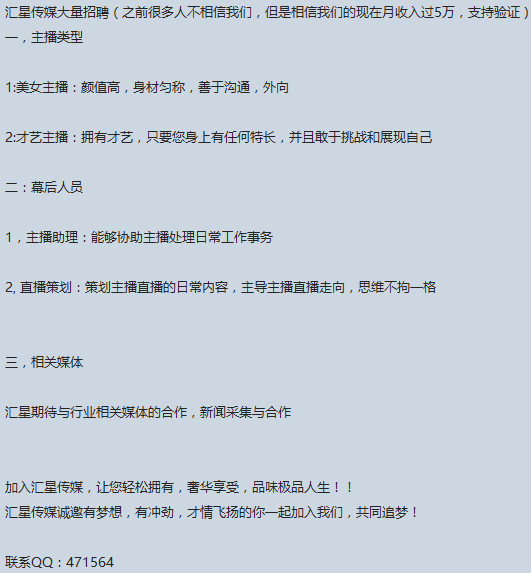 汇星传媒大量招聘（之前很多人不相信我们，但是相信我们的现在月收入过5万，支持验证）
一，主播类型
1:美女主播：颜值高，身材匀称，善于沟通，外向
2:才艺主播：拥有才艺，只要您身上有任何特长，并且敢于挑战和展现自己
二：幕后人员
1，主播助理：能够协助主播处理日常工作事务
2, 直播策划：策划主播直播的日常内容，主导主播直播走向，思维不拘一格
三，相关媒体
汇星期待与行业相关媒体的合作，新闻采集与合作
加入汇星传媒，让您轻松拥有，奢华享受，品味极品人生！！
汇星传媒诚邀有梦想，有冲劲，才情飞扬的你一起加入我们，共同追梦！
联系QQ：471564